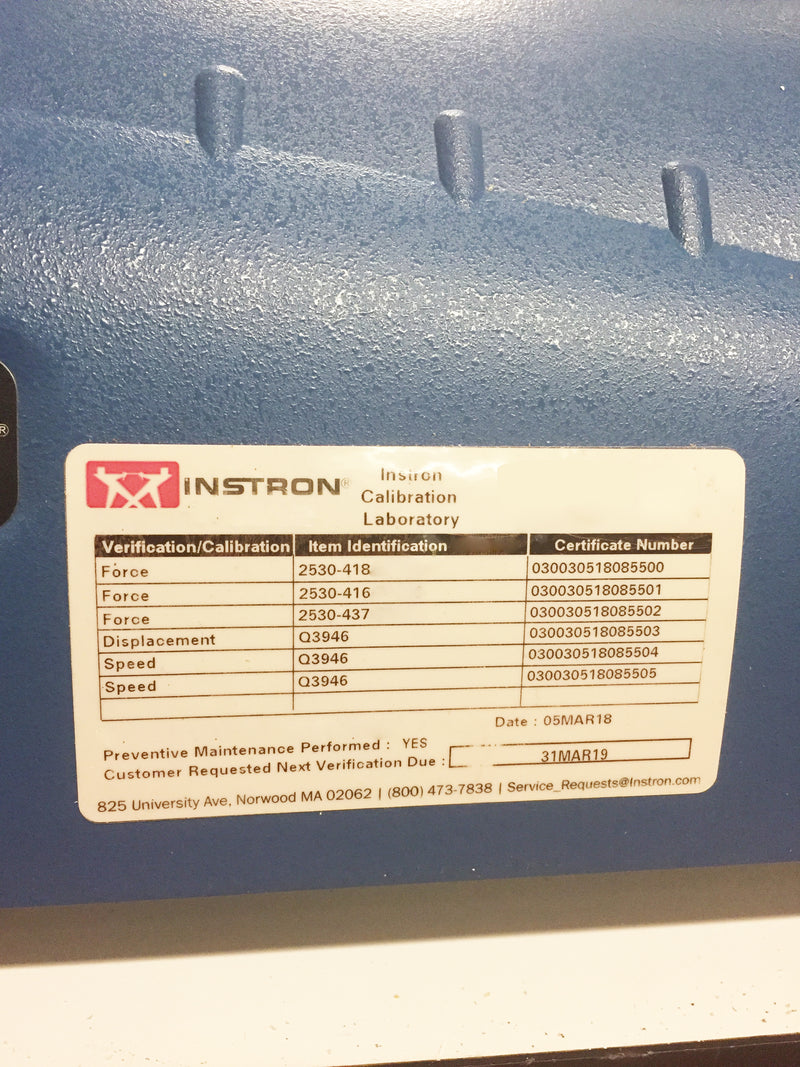 ®
INSTRON®
Instron
Calibration
Laboratory
Verification/Calibration Item Identification Certificate Number
Force 2530-418 030030518085500
Force 2530-416 030030518085501
Force 2530-437 030030518085502
Displacement Q3946 030030518085503
Speed Q3946 030030518085504
Speed Q3946 030030518085505
Date : 05MAR18
Preventive Maintenance Performed : YES
Customer Requested Next Verification Due : 31MAR19
825 University Ave, Norwood MA 02062 | (800) 473-7838 | Service_Requests@Instron.com